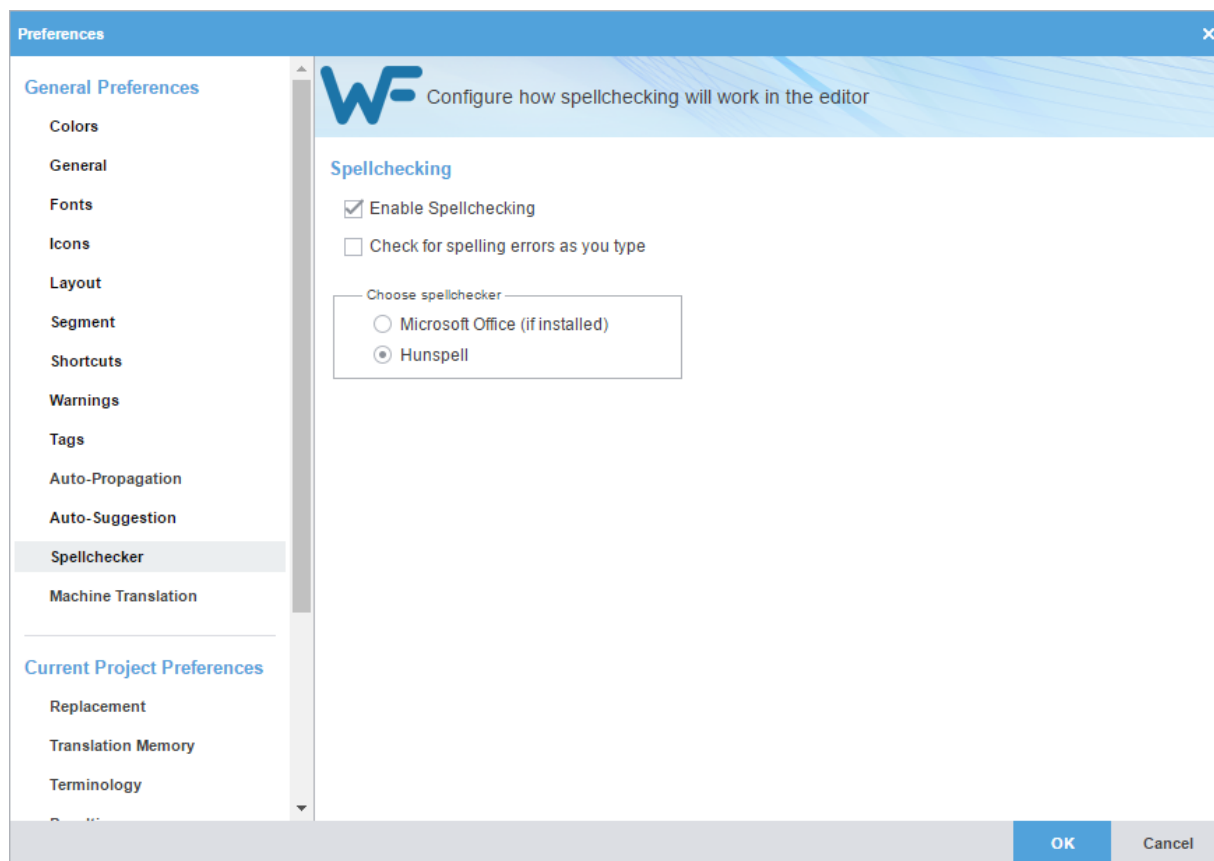 Preferences
General Preferences
Colors
General
Fonts
Icons
Layout
Segment
Shortcuts
Warnings
Tags
Auto-Propagation
Auto-Suggestion
Spellchecker
Machine Translation
Current Project Preferences
Replacement
Translation Memory
Terminology
WF Configure how spellchecking will work in the editor
Spellchecking
Enable Spellchecking
Check for spelling errors as you type
Choose spellchecker
Microsoft Office (if installed)
Hunspell
OK Cancel